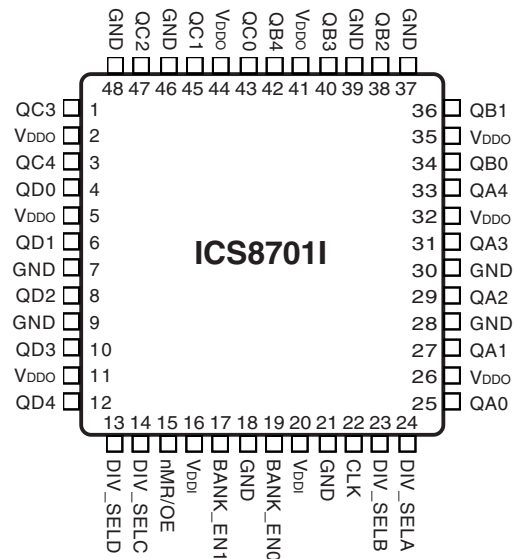 GND
QC2
GND
QC1
VDDO
QC0
QB4
VDDO
QB3
GND
QB2
GND
48 47 46 45 44 43 42 41 40 39 38 37
QC3 1
VDDO 2
QC4 3
QD0 4
VDDO 5
QD1 6
GND 7
QD2 8
GND 9
QD3 10
VDDO 11
QD4 12
ICS8701I
36 QB1
35 VDDO
34 QB0
33 QA4
32 VDDO
31 QA3
30 GND
29 QA2
28 GND
27 QA1
26 VDDO
25 QA0
13 14 15 16 17 18 19 20 21 22 23 24
DIV_SELD
DIV_SELC
nMR/OE
VDDI
BANK_EN1
GND
BANK_EN0
VDDI
GND
CLK
DIV_SELB
DIV_SELA